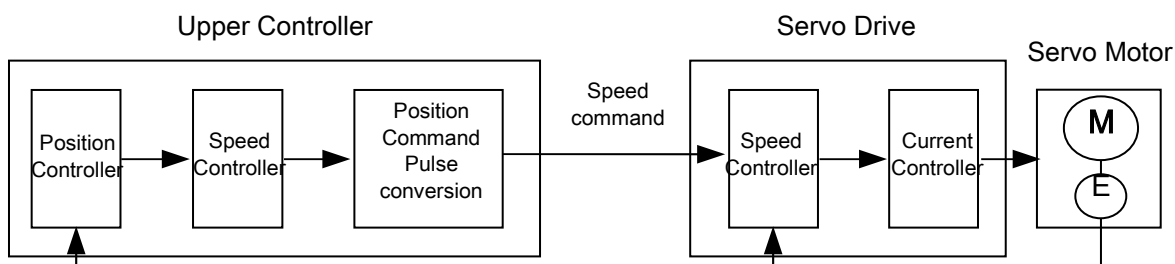 Upper Controller
Servo Drive
Servo Motor
Position
Controller
Speed
Controller
Position
Command
Pulse
conversion
Speed
command
Speed
Controller
Current
Controller
M
E